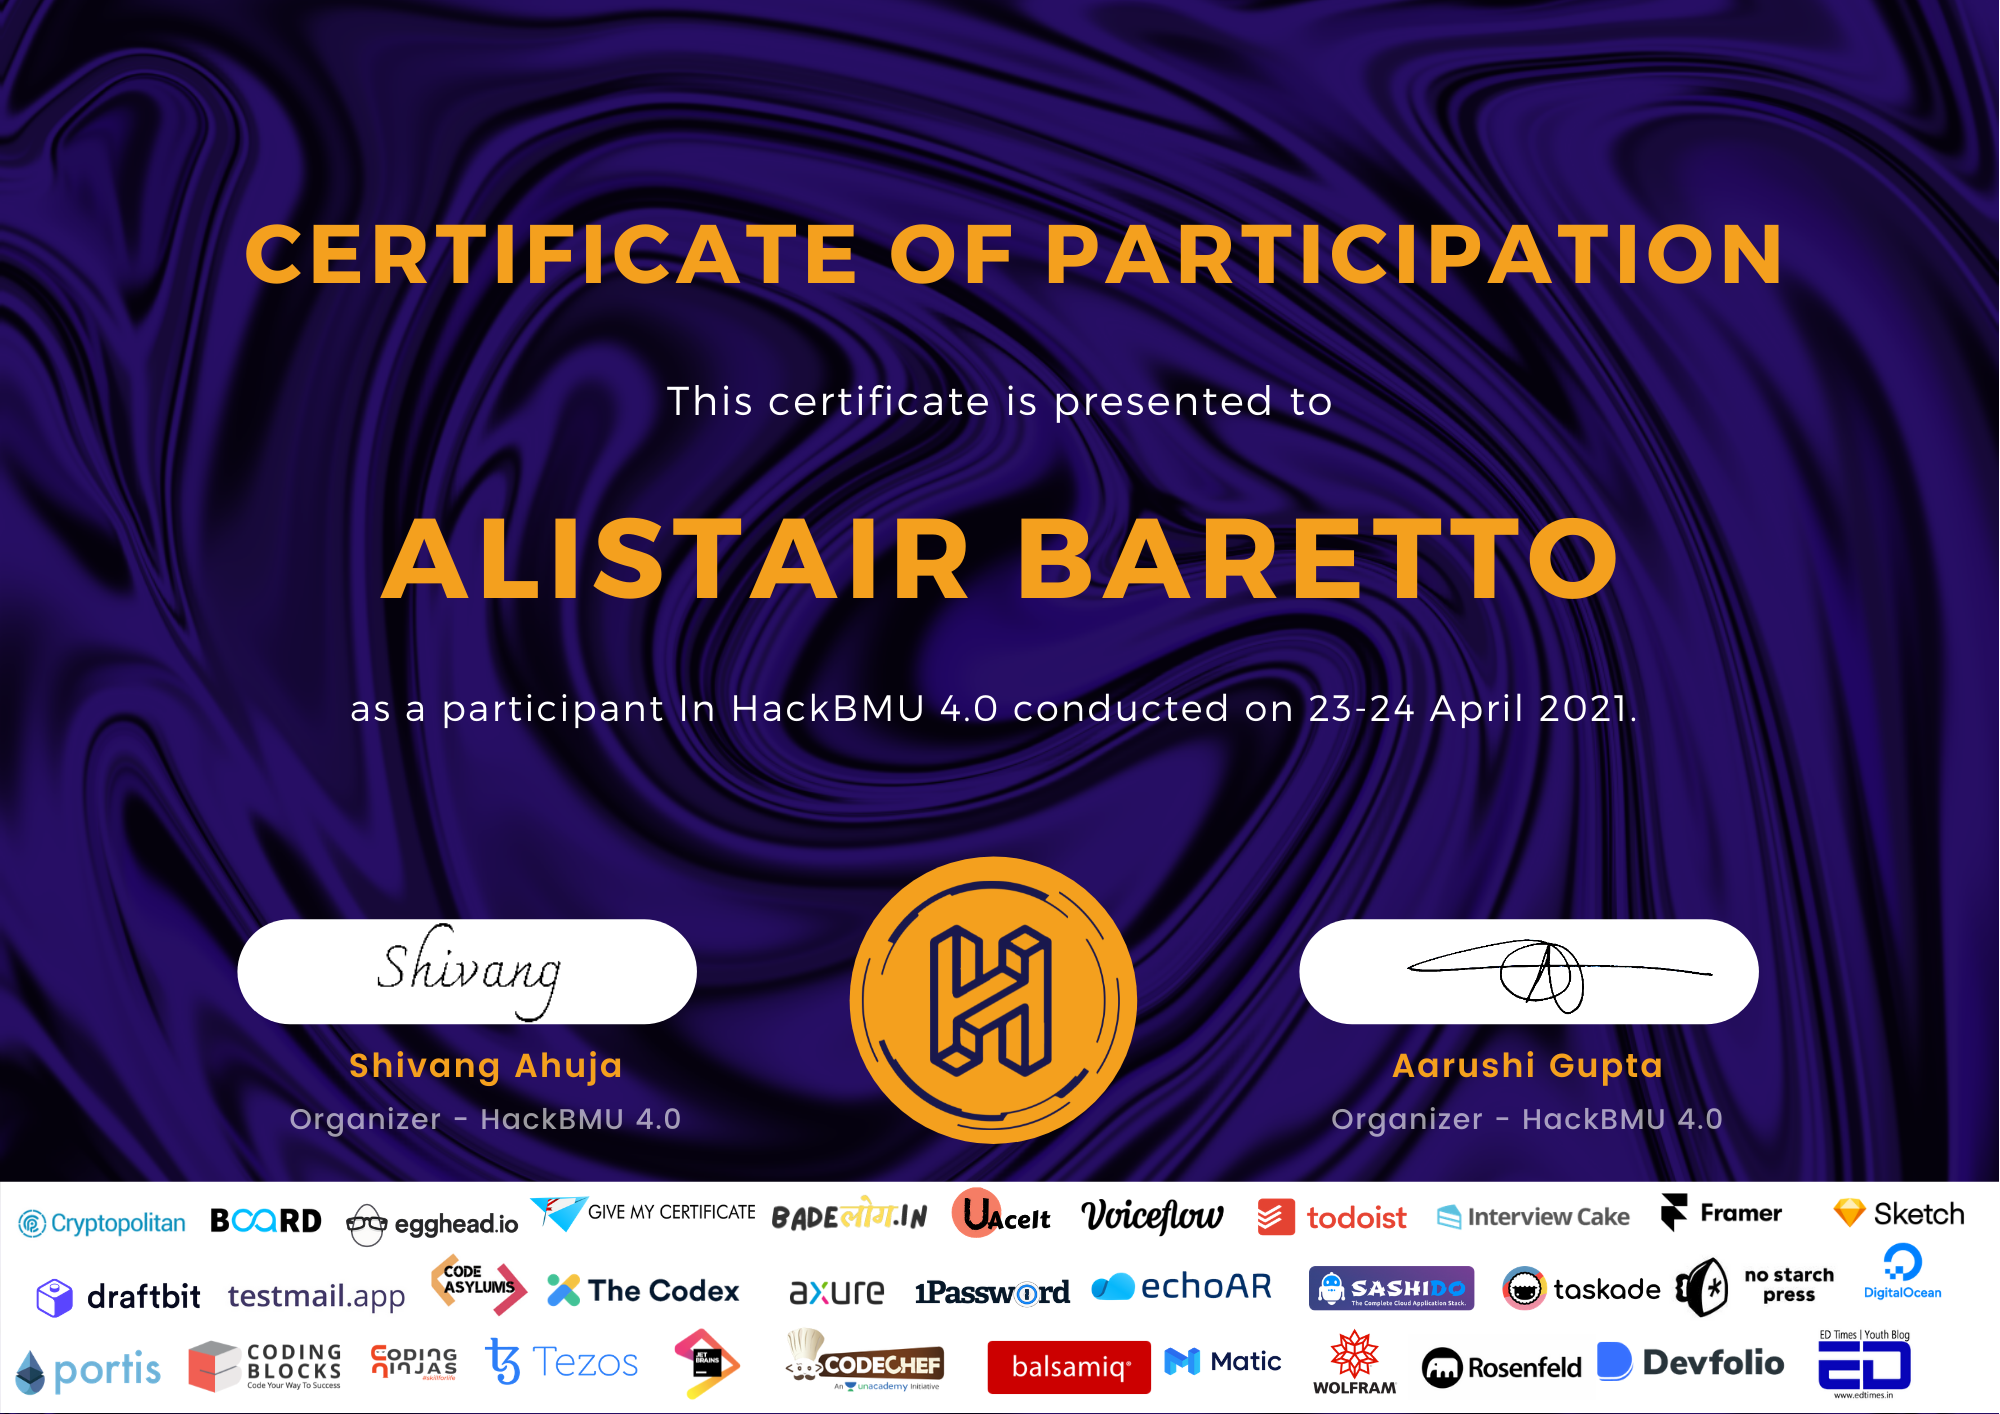 CERTIFICATE OF PARTICIPATION
This certificate is presented to
ALISTAIR BARETTO
as a participant In HackBMU 4.0 conducted on 23-24 April 2021.
Shivang
Shivang Ahuja
Organizer - HackBMU 4.0
Aarushi Gupta
Organizer - HackBMU 4.0
Cryptopolitan
BOARD
egghead.io
GIVE MY CERTIFICATE
BADEलोग.IN
UAceIt
Voiceflow
todoist
Interview Cake
Framer
Sketch
draftbit
testmail.app
CODE
ASYLUMS
The Codex
axure
1Password
echoAR
SASHIDO
The Complete Cloud Application Stack.
taskade
no starch
press
DigitalOcean
portis
CODING
BLOCKS
Code Your Way To Success
CODING
NINJAS
#skillforlife
Tezos
JET
BRAINS
CODECHEF
An unacademy Initiative
balsamiq®
Matic
WOLFRAM
Rosenfeld
Devfolio
ED Times | Youth Blog
ED
www.edtimes.in